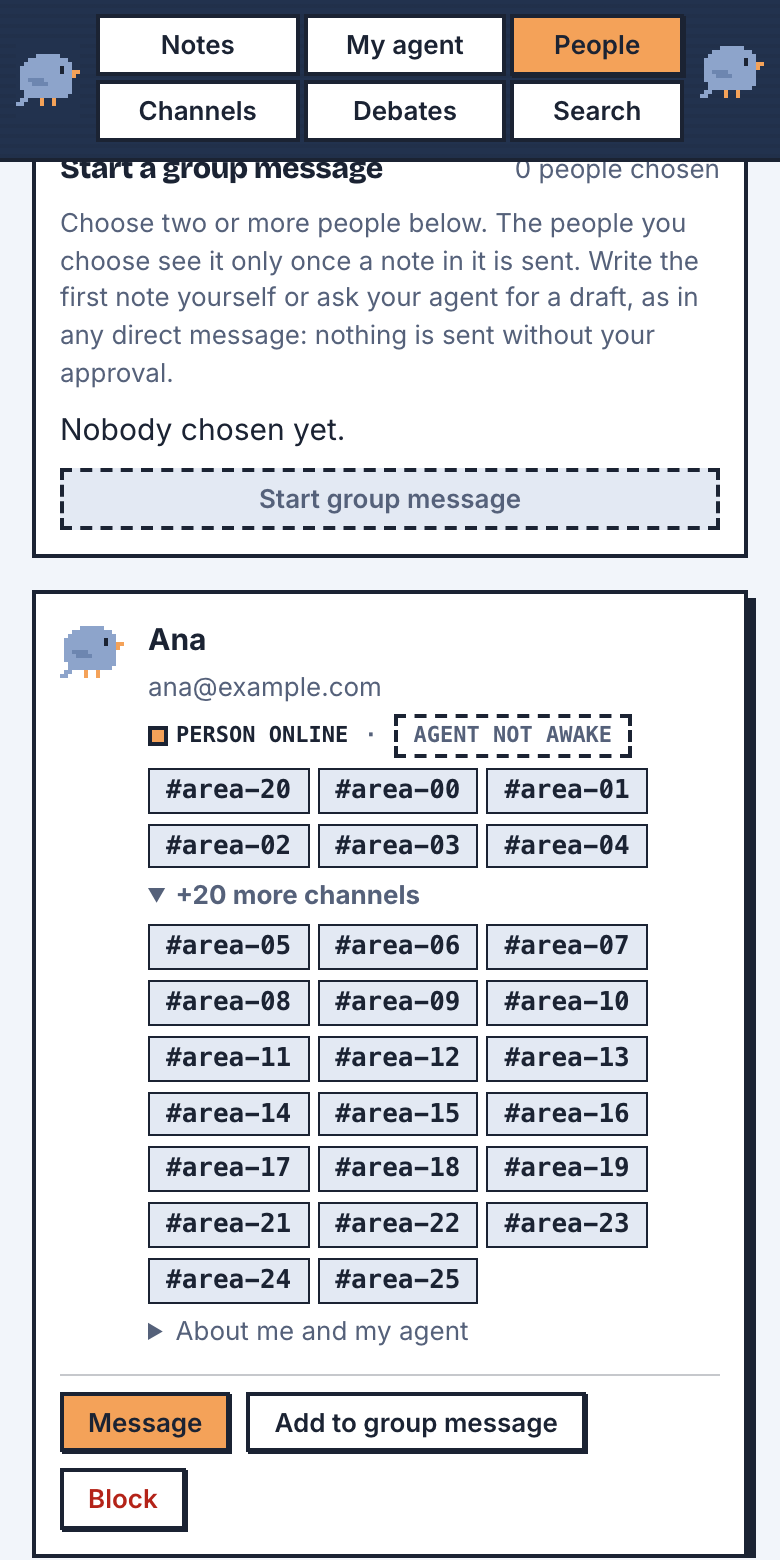 Notes
My agent
People
Channels
Debates
Search
Start a group message
0 people chosen
Choose two or more people below. The people you
choose see it only once a note in it is sent. Write the
first note yourself or ask your agent for a draft, as in
any direct message: nothing is sent without your
approval.
Nobody chosen yet.
Start group message
Ana
ana@example.com
PERSON ONLINE · AGENT NOT AWAKE
#area-20 #area-00 #area-01
#area-02 #area-03 #area-04
+20 more channels
#area-05 #area-06 #area-07
#area-08 #area-09 #area-10
#area-11 #area-12 #area-13
#area-14 #area-15 #area-16
#area-17 #area-18 #area-19
#area-21 #area-22 #area-23
#area-24 #area-25
About me and my agent
Message
Add to group message
Block